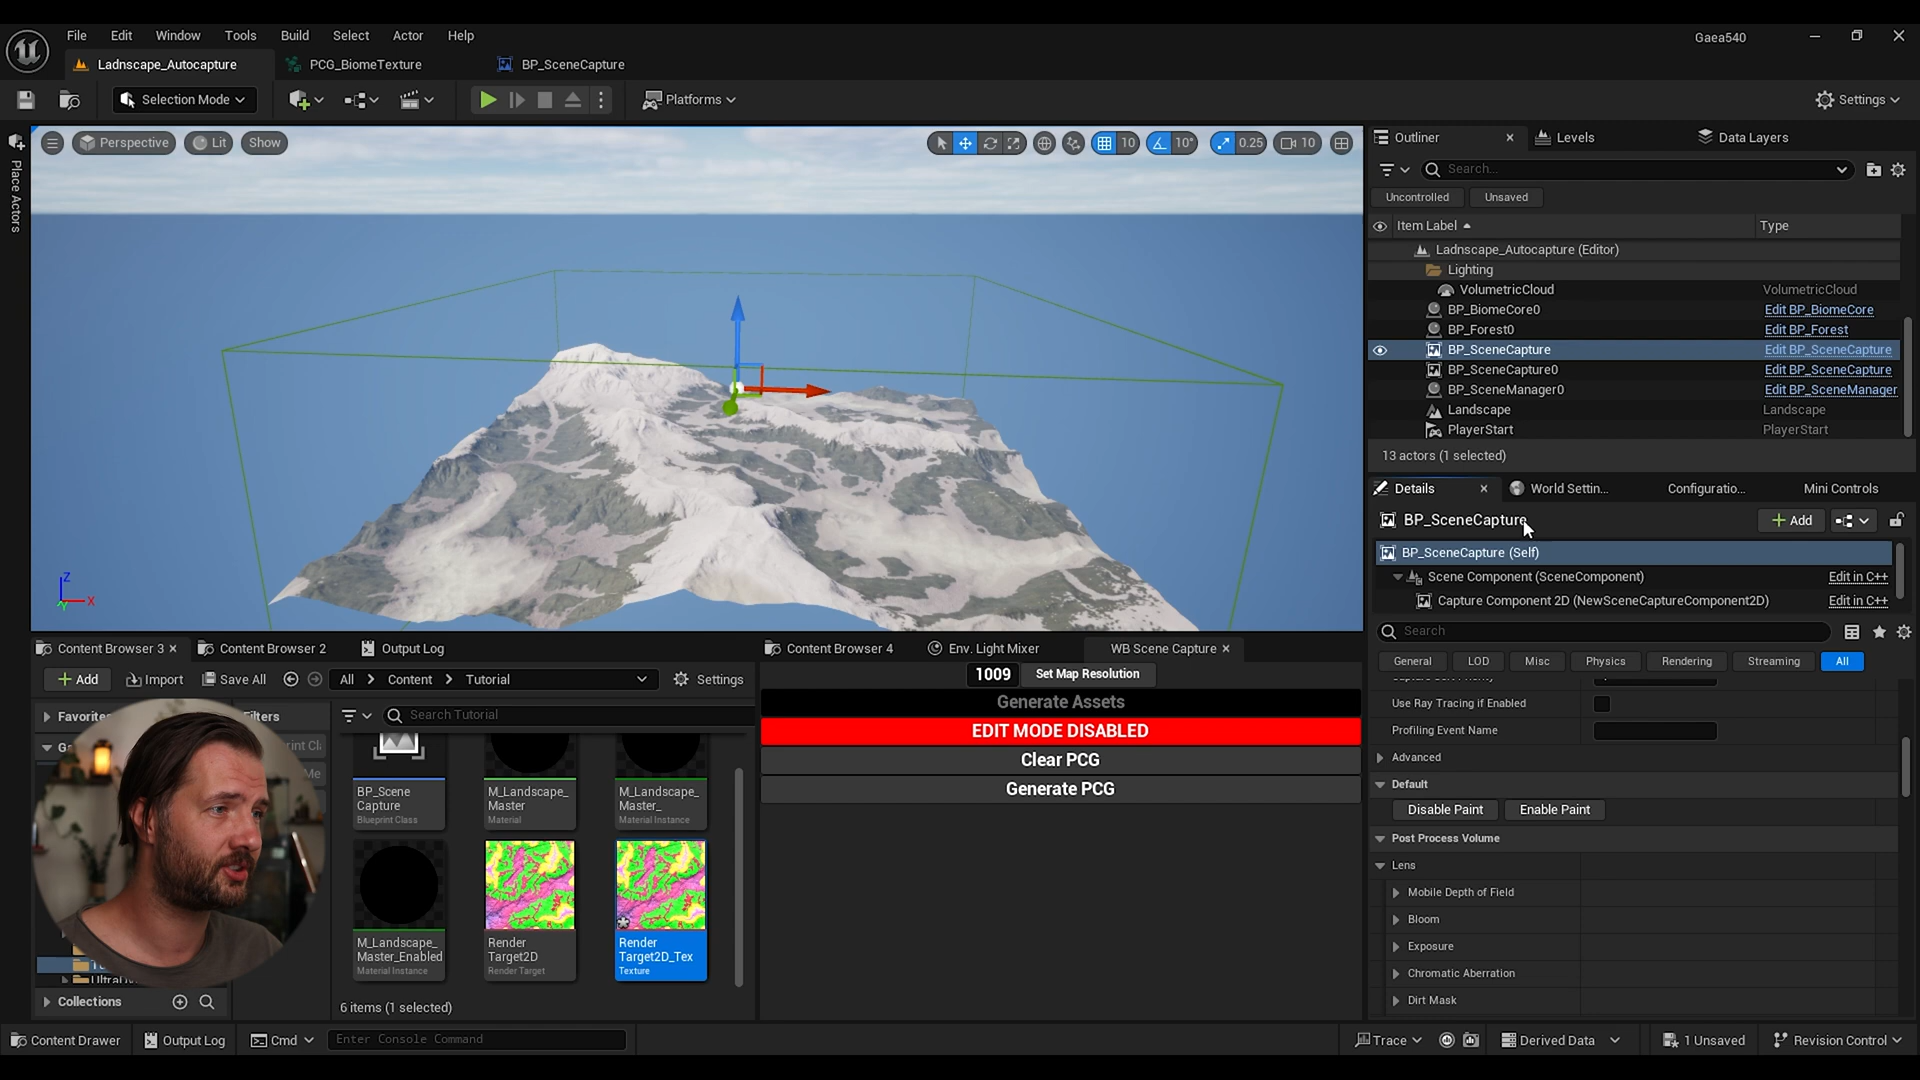 File Edit Window Tools Build Select Actor Help
Gaea540
Ladnscape_Autocapture PCG_BiomeTexture BP_SceneCapture
Selection Mode Platforms Settings
Place Actors
Perspective Lit Show 10 10° 0.25 10
Z
X
Y
Outliner Levels Data Layers
Search...
Uncontrolled Unsaved
Item Label Type
Ladnscape_Autocapture (Editor)
Lighting
VolumetricCloud VolumetricCloud
BP_BiomeCore0 Edit BP_BiomeCore
BP_Forest0 Edit BP_Forest
BP_SceneCapture Edit BP_SceneCapture
BP_SceneCapture0 Edit BP_SceneCapture
BP_SceneManager0 Edit BP_SceneManager
Landscape Landscape
PlayerStart PlayerStart
13 actors (1 selected)
Details World Settin... Configuratio... Mini Controls
BP_SceneCapture Add
BP_SceneCapture (Self)
Scene Component (SceneComponent) Edit in C++
Capture Component 2D (NewSceneCaptureComponent2D) Edit in C++
Search
General LOD Misc Physics Rendering Streaming All
Use Ray Tracing if Enabled
Profiling Event Name
Advanced
Default
Disable Paint Enable Paint
Post Process Volume
Lens
Mobile Depth of Field
Bloom
Exposure
Chromatic Aberration
Dirt Mask
Content Browser 3 Content Browser 2 Output Log
Add Import Save All All Content Tutorial Settings
Search Tutorial
BP_Scene
Capture
Blueprint Class
M_Landscape_
Master
Material
M_Landscape_
Master_
Material Instance
M_Landscape_
Master_Enabled
Material Instance
Render
Target2D
Render Target
Render
Target2D_Tex
Texture
Collections
6 items (1 selected)
Content Browser 4 Env. Light Mixer WB Scene Capture
1009 Set Map Resolution
Generate Assets
EDIT MODE DISABLED
Clear PCG
Generate PCG
Content Drawer Output Log Cmd Enter Console Command Trace Derived Data 1 Unsaved Revision Control